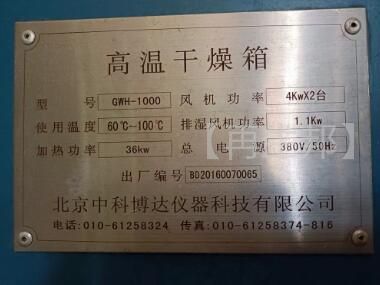 高温干燥箱
型号 GWH-1000 风机功率 4KwX2台
使用温度 60℃~100℃ 排湿风机功率 1.1Kw
加热功率 36kw 总电源 380V/50Hz
出厂编号 BD20160070065
北京中科博达仪器科技有限公司
电话:010-61258324 传真:010-61258374-816